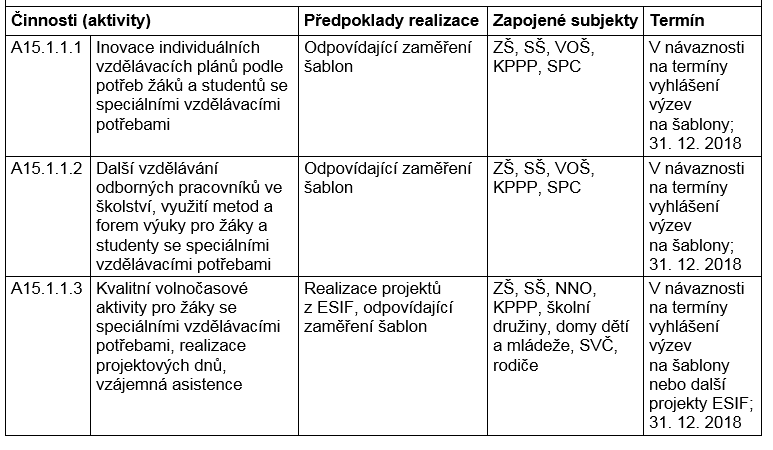 Činnosti (aktivity) Předpoklady realizace Zapojené subjekty Termín
A15.1.1.1 Inovace individuálních vzdělávacích plánů podle potřeb žáků a studentů se speciálními vzdělávacími potřebami
Odpovídající zaměření šablon
ZŠ, SŠ, VOŠ, KPPP, SPC
V návaznosti na termíny vyhlášení výzev na šablony; 31. 12. 2018
A15.1.1.2 Další vzdělávání odborných pracovníků ve školství, využití metod a forem výuky pro žáky a studenty se speciálními vzdělávacími potřebami
Odpovídající zaměření šablon
ZŠ, SŠ, VOŠ, KPPP, SPC
V návaznosti na termíny vyhlášení výzev na šablony; 31. 12. 2018
A15.1.1.3 Kvalitní volnočasové aktivity pro žáky se speciálními vzdělávacími potřebami, realizace projektových dnů, vzájemná asistence
Realizace projektů z ESIF, odpovídající zaměření šablon
ZŠ, SŠ, NNO, KPPP, školní družiny, domy dětí a mládeže, SVČ, rodiče
V návaznosti na termíny vyhlášení výzev na šablony nebo další projekty ESIF; 31. 12. 2018